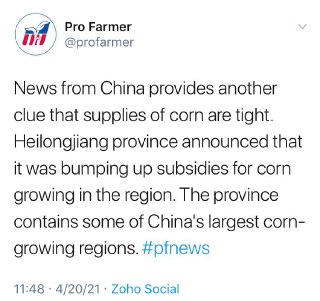 Pro Farmer
@profarmer
News from China provides another
clue that supplies of corn are tight.
Heilongjiang province announced that
it was bumping up subsidies for corn
growing in the region. The province
contains some of China's largest corn-
growing regions. #pfnews
11:48 · 4/20/21 · Zoho Social